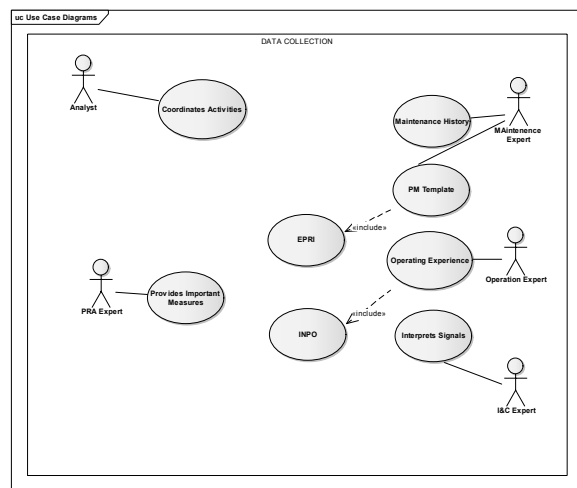 uc Use Case Diagrams
DATA COLLECTION
Analyst
Coordinates Activities
Maintenance History
MAintenence
Expert
PM Template
«include»
EPRI
Operating Experience
Operation Expert
PRA Expert
Provides Important
Measures
«include»
INPO
Interprets Signals
I&C Expert